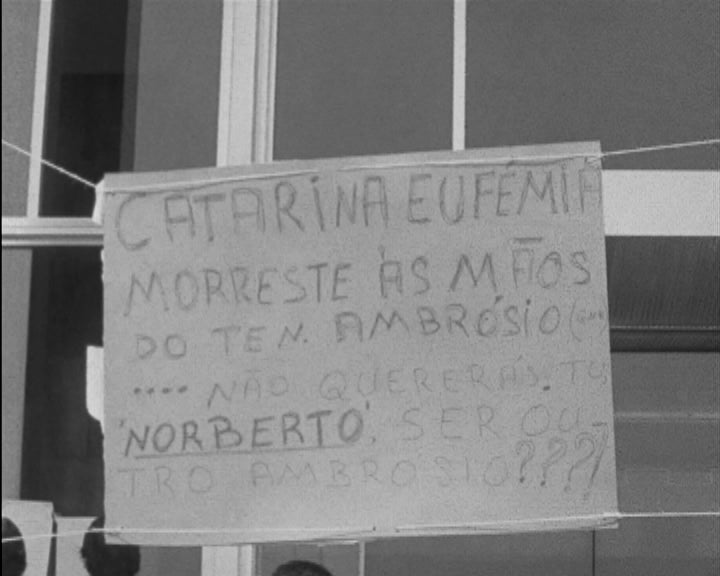 CATARINA EUFÉMIA
MORRESTE ÀS MÃOS
DO TEN. AMBRÓSIO
.... NÃO QUERERÁS. TU
'NORBERTO', SER OU-
TRO AMBRÓSIO????